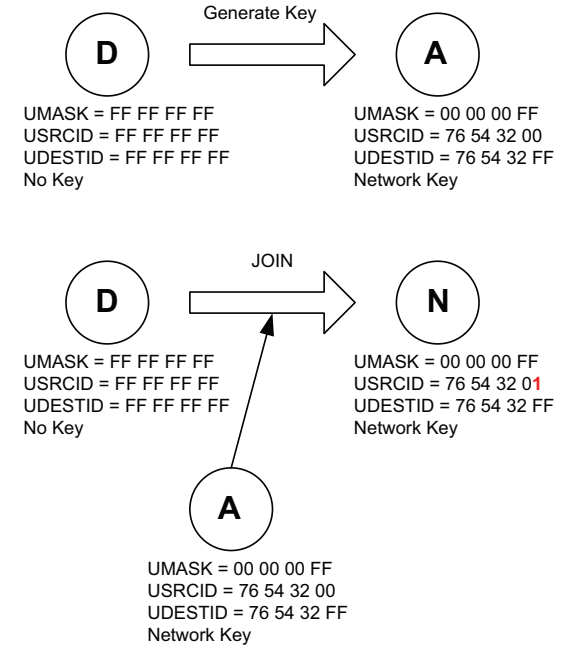 Generate Key
D
A
UMASK = FF FF FF FF
USRCID = FF FF FF FF
UDESTID = FF FF FF FF
No Key
UMASK = 00 00 00 FF
USRCID = 76 54 32 00
UDESTID = 76 54 32 FF
Network Key
JOIN
D
N
UMASK = FF FF FF FF
USRCID = FF FF FF FF
UDESTID = FF FF FF FF
No Key
UMASK = 00 00 00 FF
USRCID = 76 54 32 01
UDESTID = 76 54 32 FF
Network Key
A
UMASK = 00 00 00 FF
USRCID = 76 54 32 00
UDESTID = 76 54 32 FF
Network Key